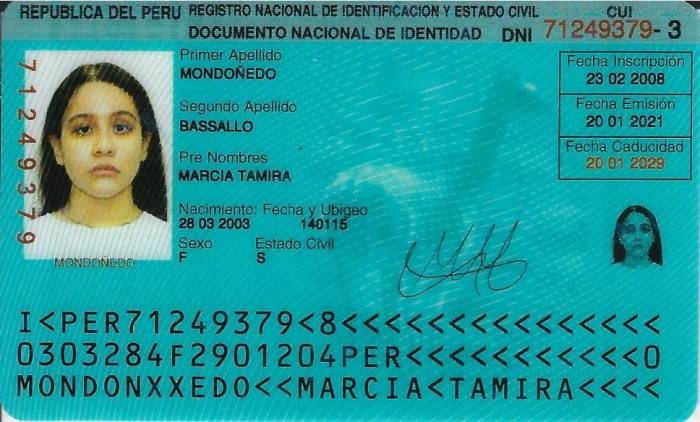 REPUBLICA DEL PERU REGISTRO NACIONAL DE IDENTIFICACION Y ESTADO CIVIL CUI
DOCUMENTO NACIONAL DE IDENTIDAD DNI 71249379-3
Primer Apellido
MONDOÑEDO
Segundo Apellido
BASSALLO
Pre Nombres
MARCIA TAMIRA
Nacimiento: Fecha y Ubigeo
28 03 2003 140115
Sexo Estado Civil
F S
Fecha Inscripción
23 02 2008
Fecha Emisión
20 01 2021
Fecha Caducidad
20 01 2029
71249379
MONDOÑEDO
I<PER71249379<8<<<<<<<<<<<<<<<
0303284F2901204PER<<<<<<<<<<<0
MONDONXXEDO<<MARCIA<TAMIRA<<<<